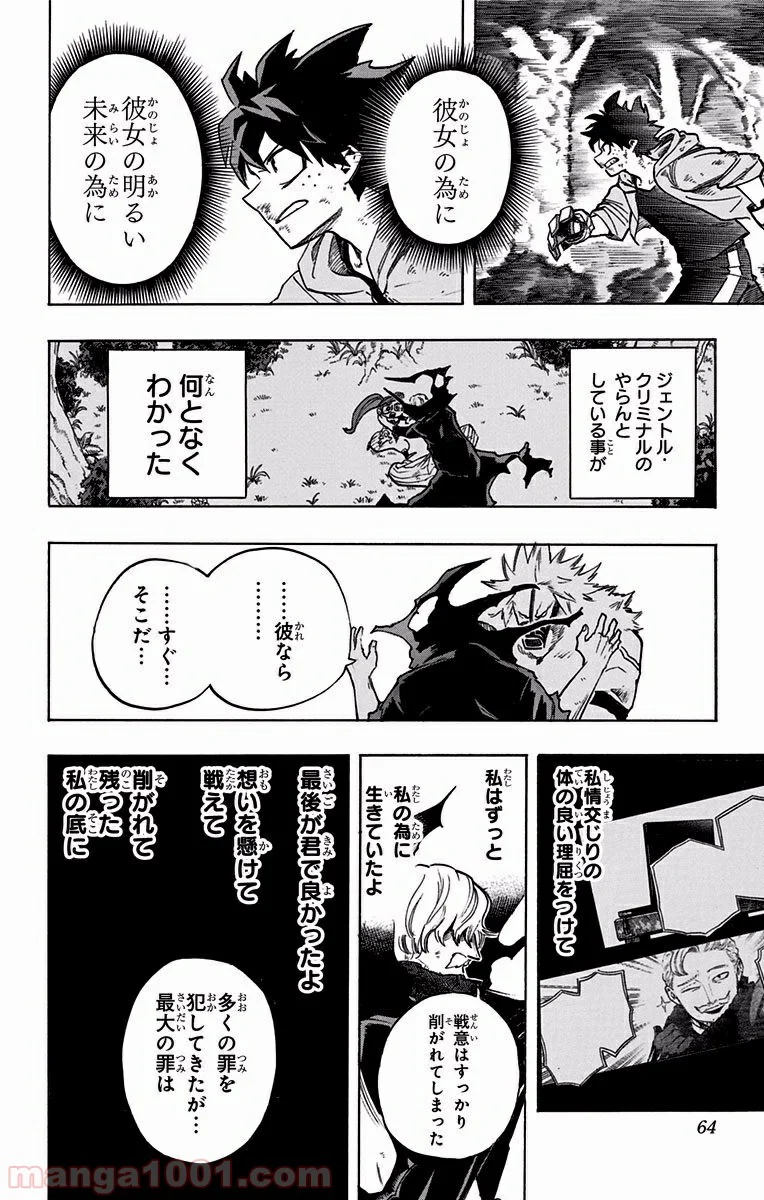 彼女の為に
彼女の明るい
未来の為に
ジェントル・
クリミナルの
やらんと
している事が
何となく
わかった
………彼なら
………
………すぐ…
そこだ…
私情交じりの
体の良い理屈をつけて
私はずっと
私の為に
生きていたよ
戦意はすっかり
削がれてしまった
最後が君で良かったよ
想いを懸けて
戦えて
削がれて
残った
私の底に
多くの罪を
犯してきたが…
最大の罪は
64
manga1001.com